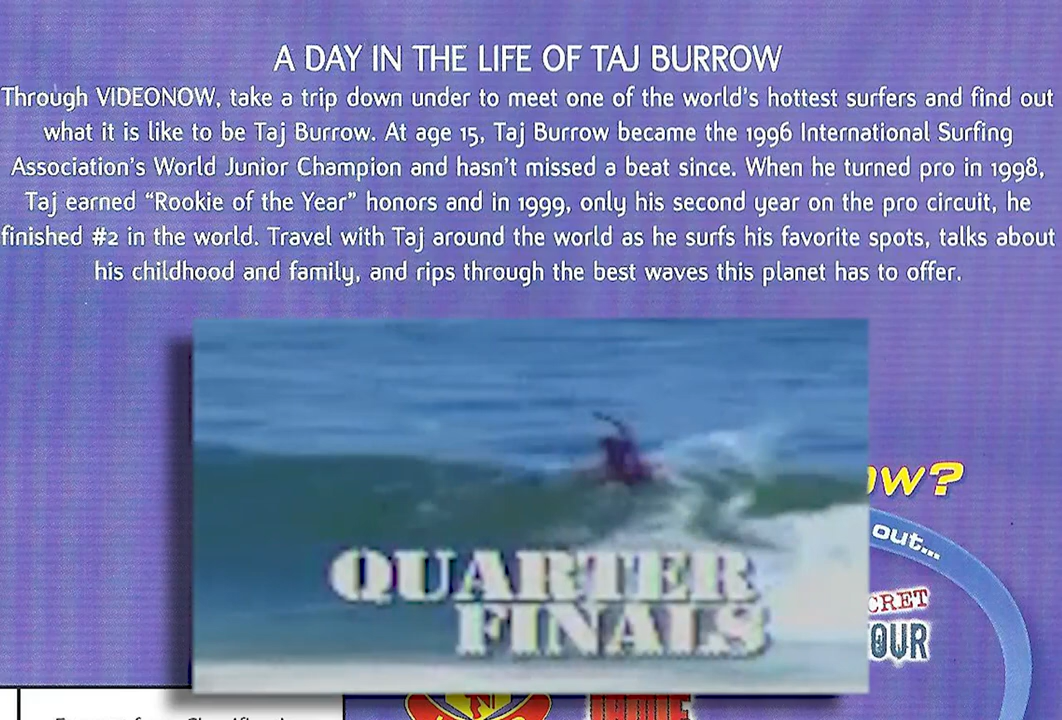 A DAY IN THE LIFE OF TAJ BURROW
Through VIDEONOW, take a trip down under to meet one of the world's hottest surfers and find out
what it is like to be Taj Burrow. At age 15, Taj Burrow became the 1996 International Surfing
Association's World Junior Champion and hasn't missed a beat since. When he turned pro in 1998,
Taj earned “Rookie of the Year” honors and in 1999, only his second year on the pro circuit, he
finished #2 in the world. Travel with Taj around the world as he surfs his favorite spots, talks about
his childhood and family, and rips through the best waves this planet has to offer.
out...
QUARTER
FINALS